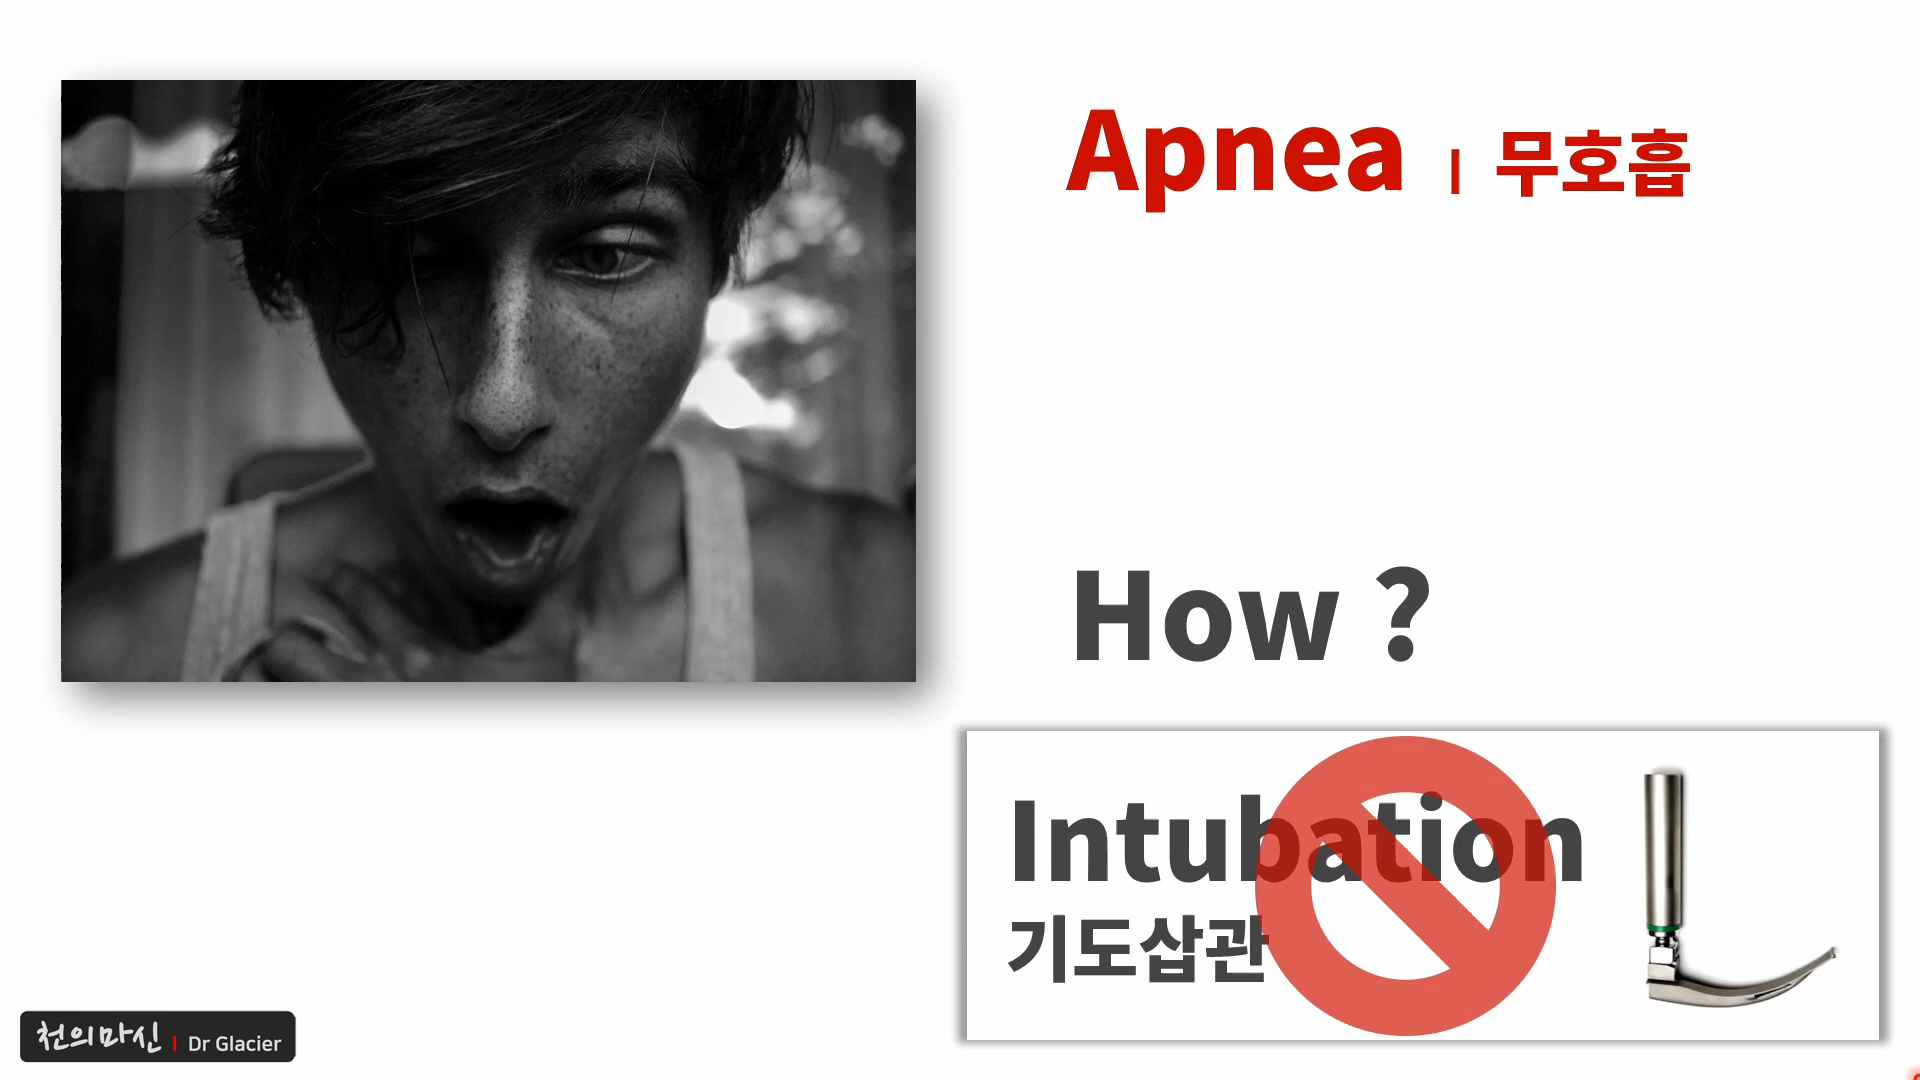 Apnea | 무호흡
How ?
Intubation
기도삽관
천의마신 | Dr Glacier